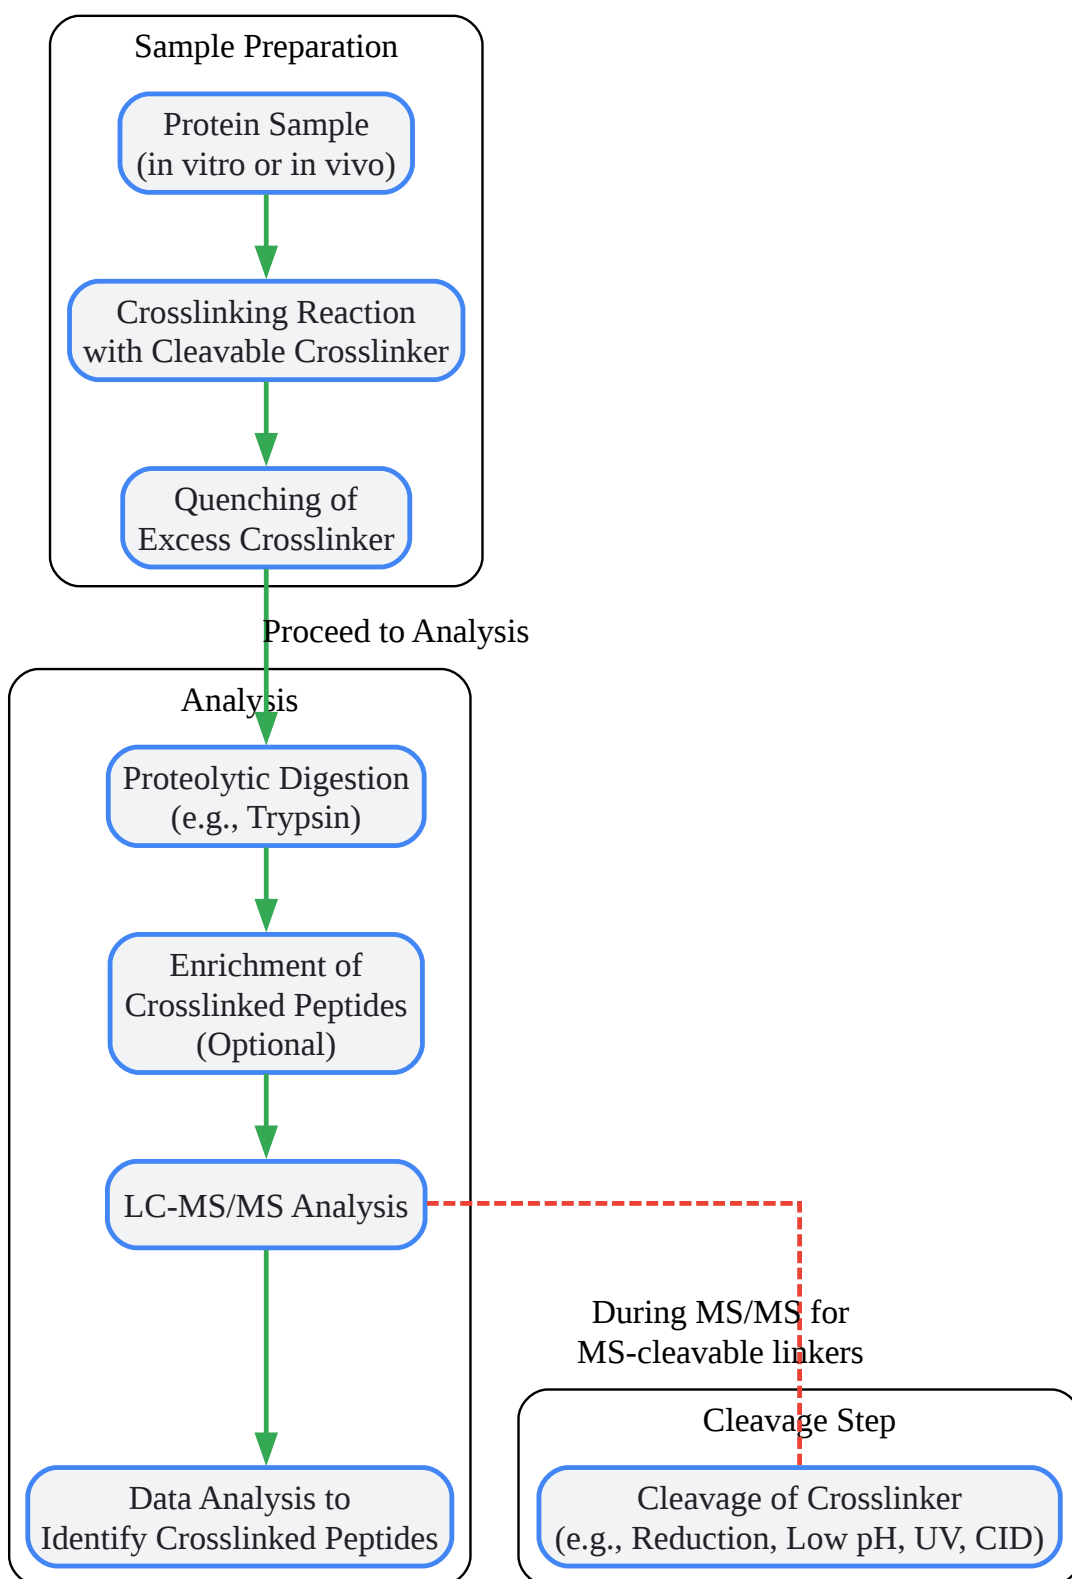 Sample Preparation
Protein Sample
(in vitro or in vivo)
Crosslinking Reaction
with Cleavable Crosslinker
Quenching of
Excess Crosslinker
Proceed to Analysis
Analysis
Proteolytic Digestion
(e.g., Trypsin)
Enrichment of
Crosslinked Peptides
(Optional)
LC-MS/MS Analysis
During MS/MS for
MS-cleavable linkers
Cleavage Step
Data Analysis to
Identify Crosslinked Peptides
Cleavage of Crosslinker
(e.g., Reduction, Low pH, UV, CID)